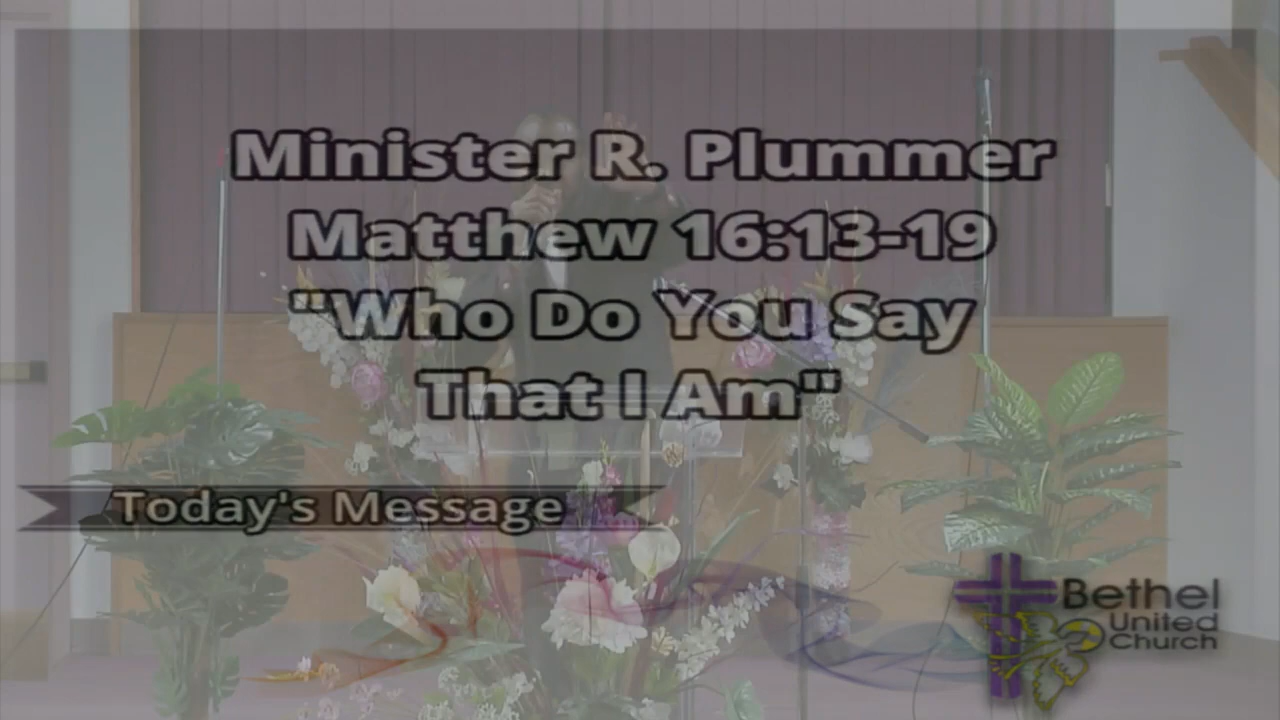 Minister R. Plummer
Matthew 16:13-19
"Who Do You Say
That I Am"
Today's Message
Bethel
United
Church